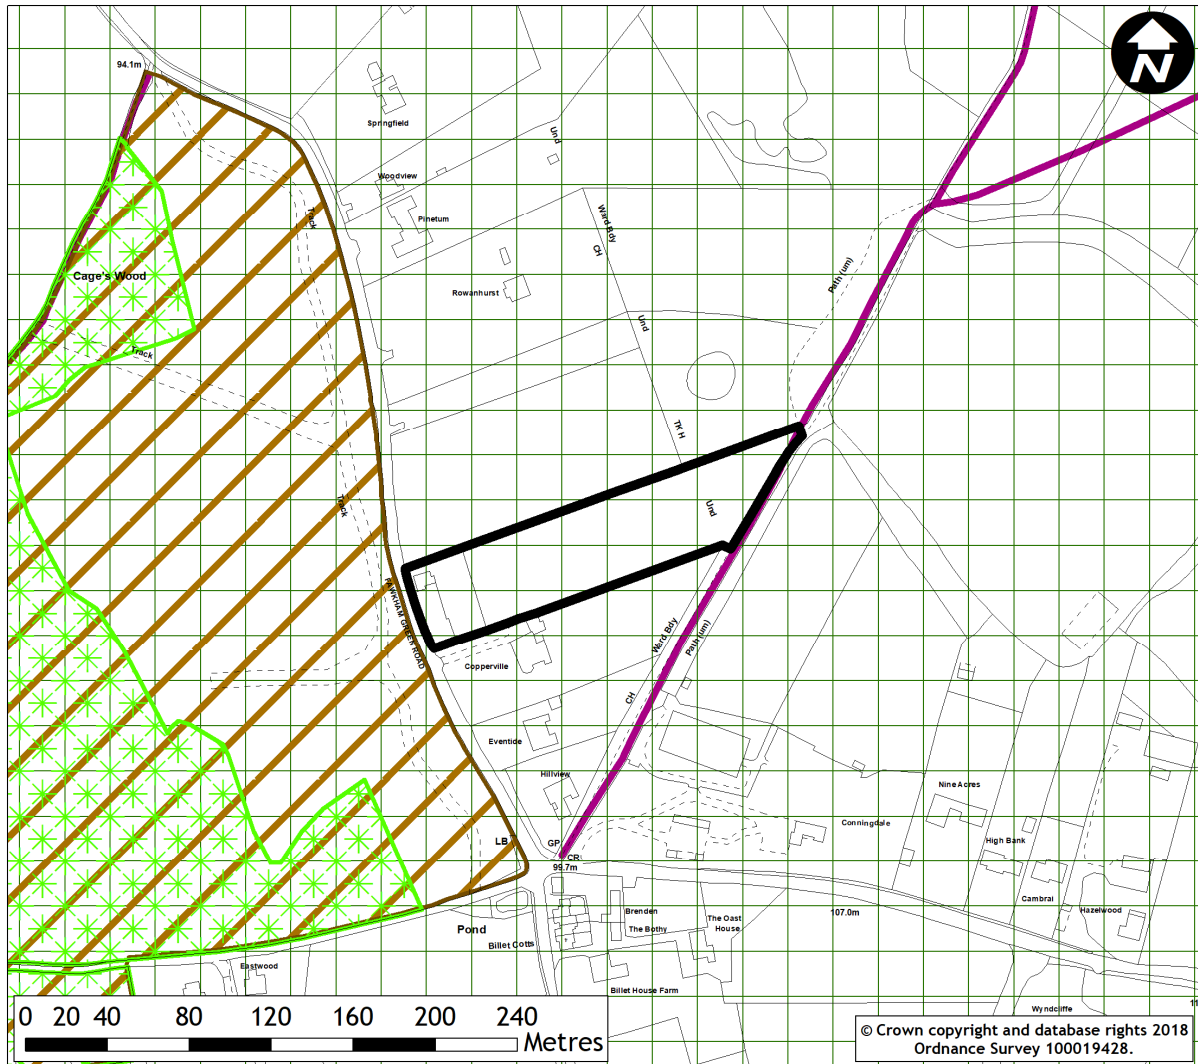 94.1m
N
Springfield
Und
Woodview
Pinetum
Track
Ward Bdy
CH
Cage's Wood
Path (um)
Rowanhurst
Und
Track
TK H
Track
Und
FAWKHAM GREEN ROAD
Ward Bdy
Path (um)
Copperville
CH
Eventide
Hillview
Nine Acres
Conningdale
LB
GP
High Bank
CR
99.7m
Cambrai
Brenden
The Oast
House
107.0m
Hazelwood
Pond
The Bothy
Billet Cotts
Eastwood
Billet House Farm
Wyndcliffe
11
0 20 40 80 120 160 200 240
Metres
© Crown copyright and database rights 2018
Ordnance Survey 100019428.